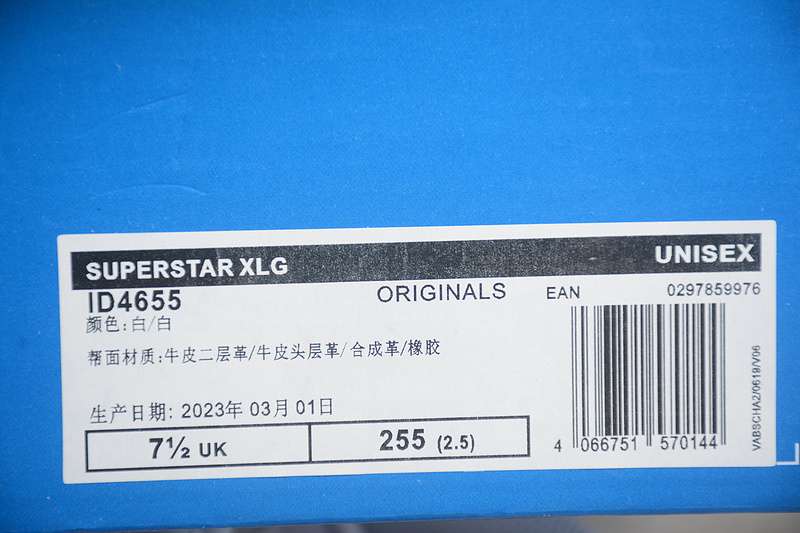 SUPERSTAR XLG UNISEX
ID4655 ORIGINALS EAN 0297859976
颜色:白/白
帮面材质:牛皮二层革/牛皮头层革/合成革/橡胶
生产日期: 2023年 03月 01日
7½ UK 255 (2.5)
4 066751 570144
VABSCHA2/0619/V06